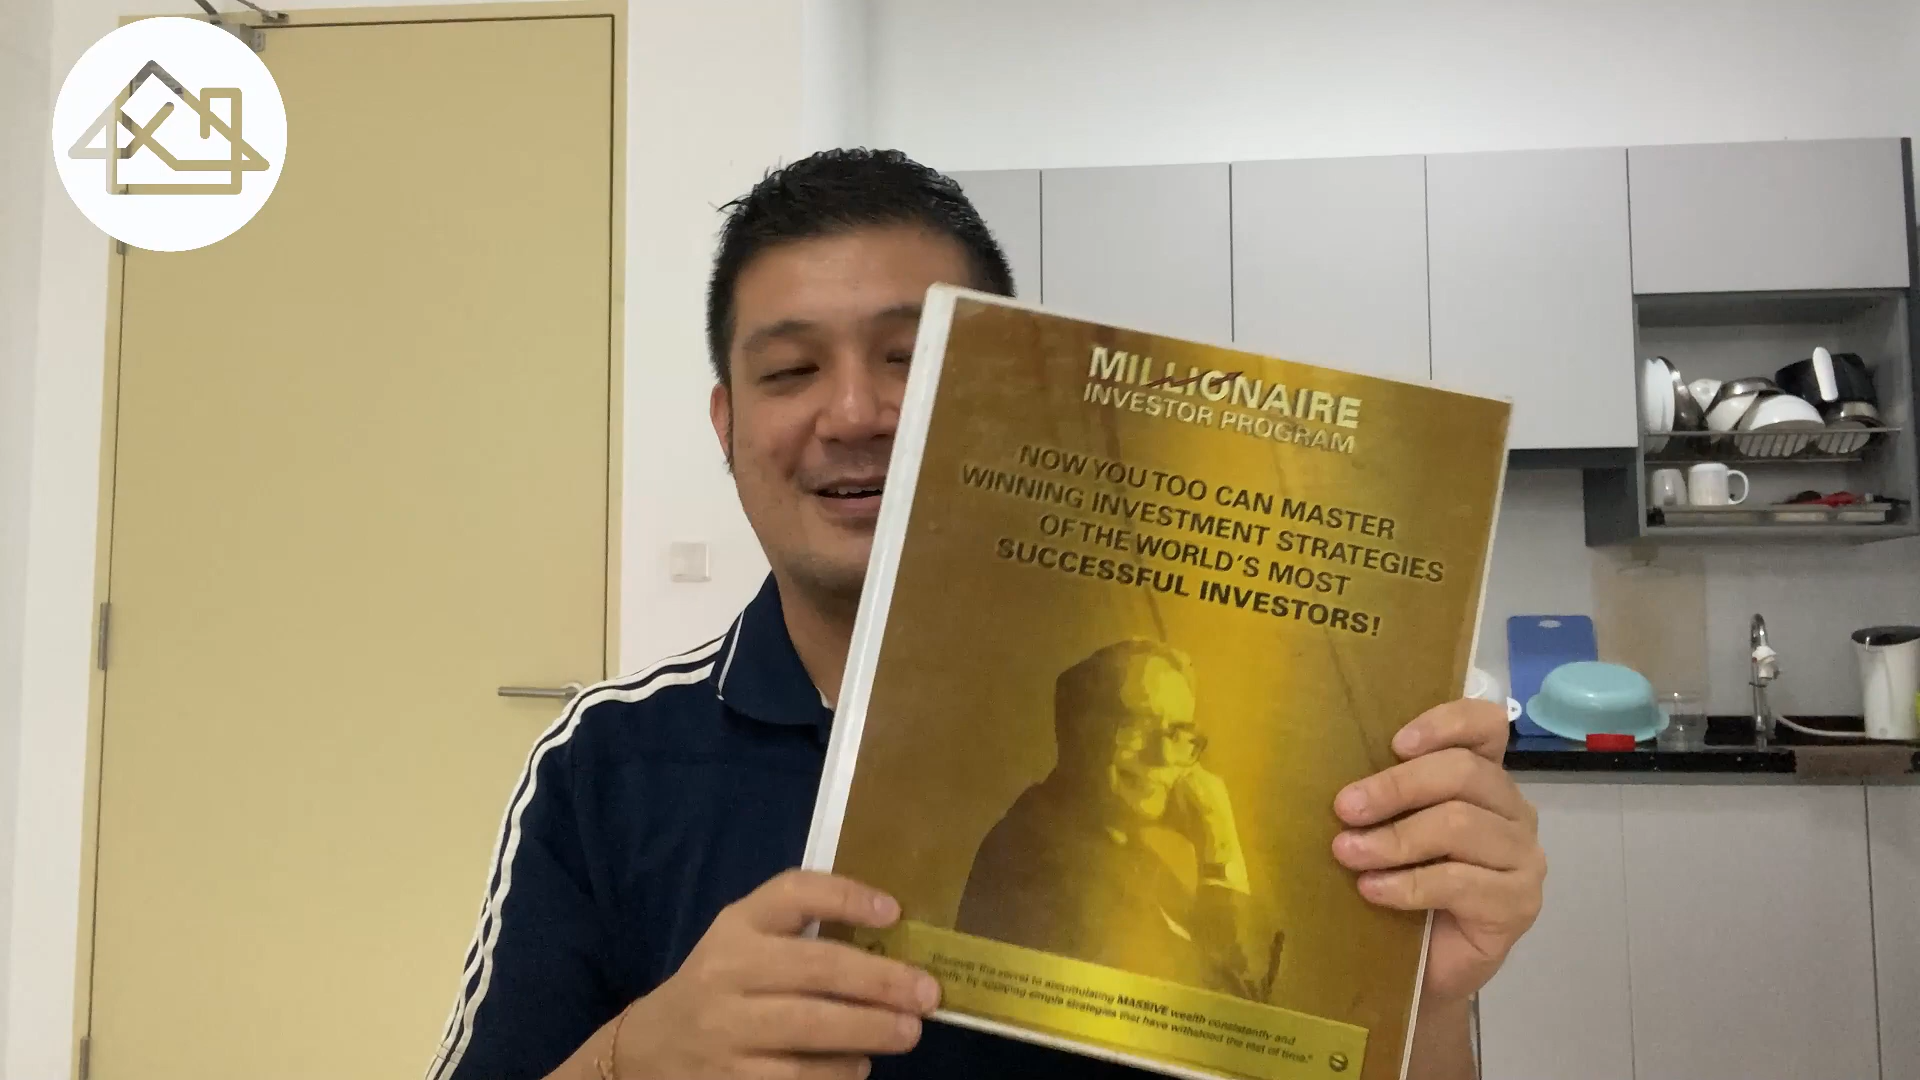 MILLIONAIRE
INVESTOR PROGRAM
NOW YOU TOO CAN MASTER
WINNING INVESTMENT STRATEGIES
OF THE WORLD'S MOST
SUCCESSFUL INVESTORS!
"Discover the secret to accumulating MASSIVE wealth consistently and
by applying simple strategies that have withstood the test of time."